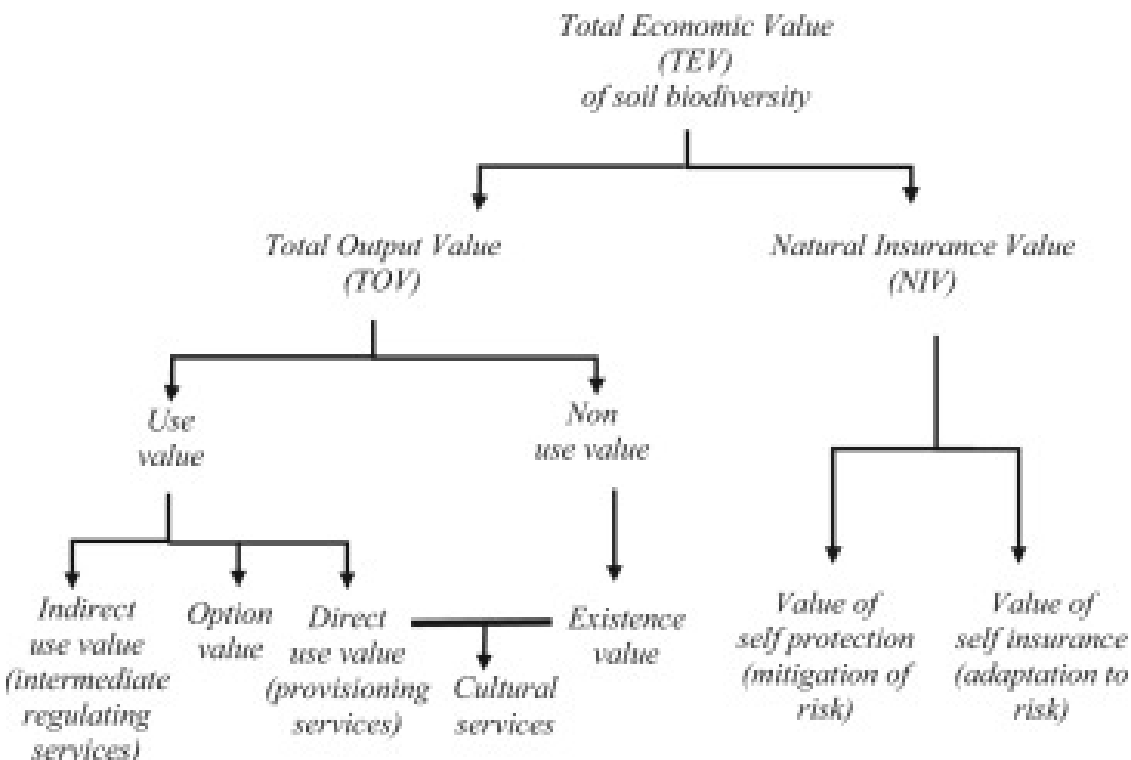 Total Economic Value
(TEV)
of soil biodiversity
Total Output Value
(TOV)
Natural Insurance Value
(NIV)
Use
value
Non
use value
Indirect
use value
(intermediate
regulating
services)
Option
value
Direct
use value
(provisioning
services)
Cultural
services
Existence
value
Value of
self protection
(mitigation of
risk)
Value of
self insurance
(adaptation to
risk)